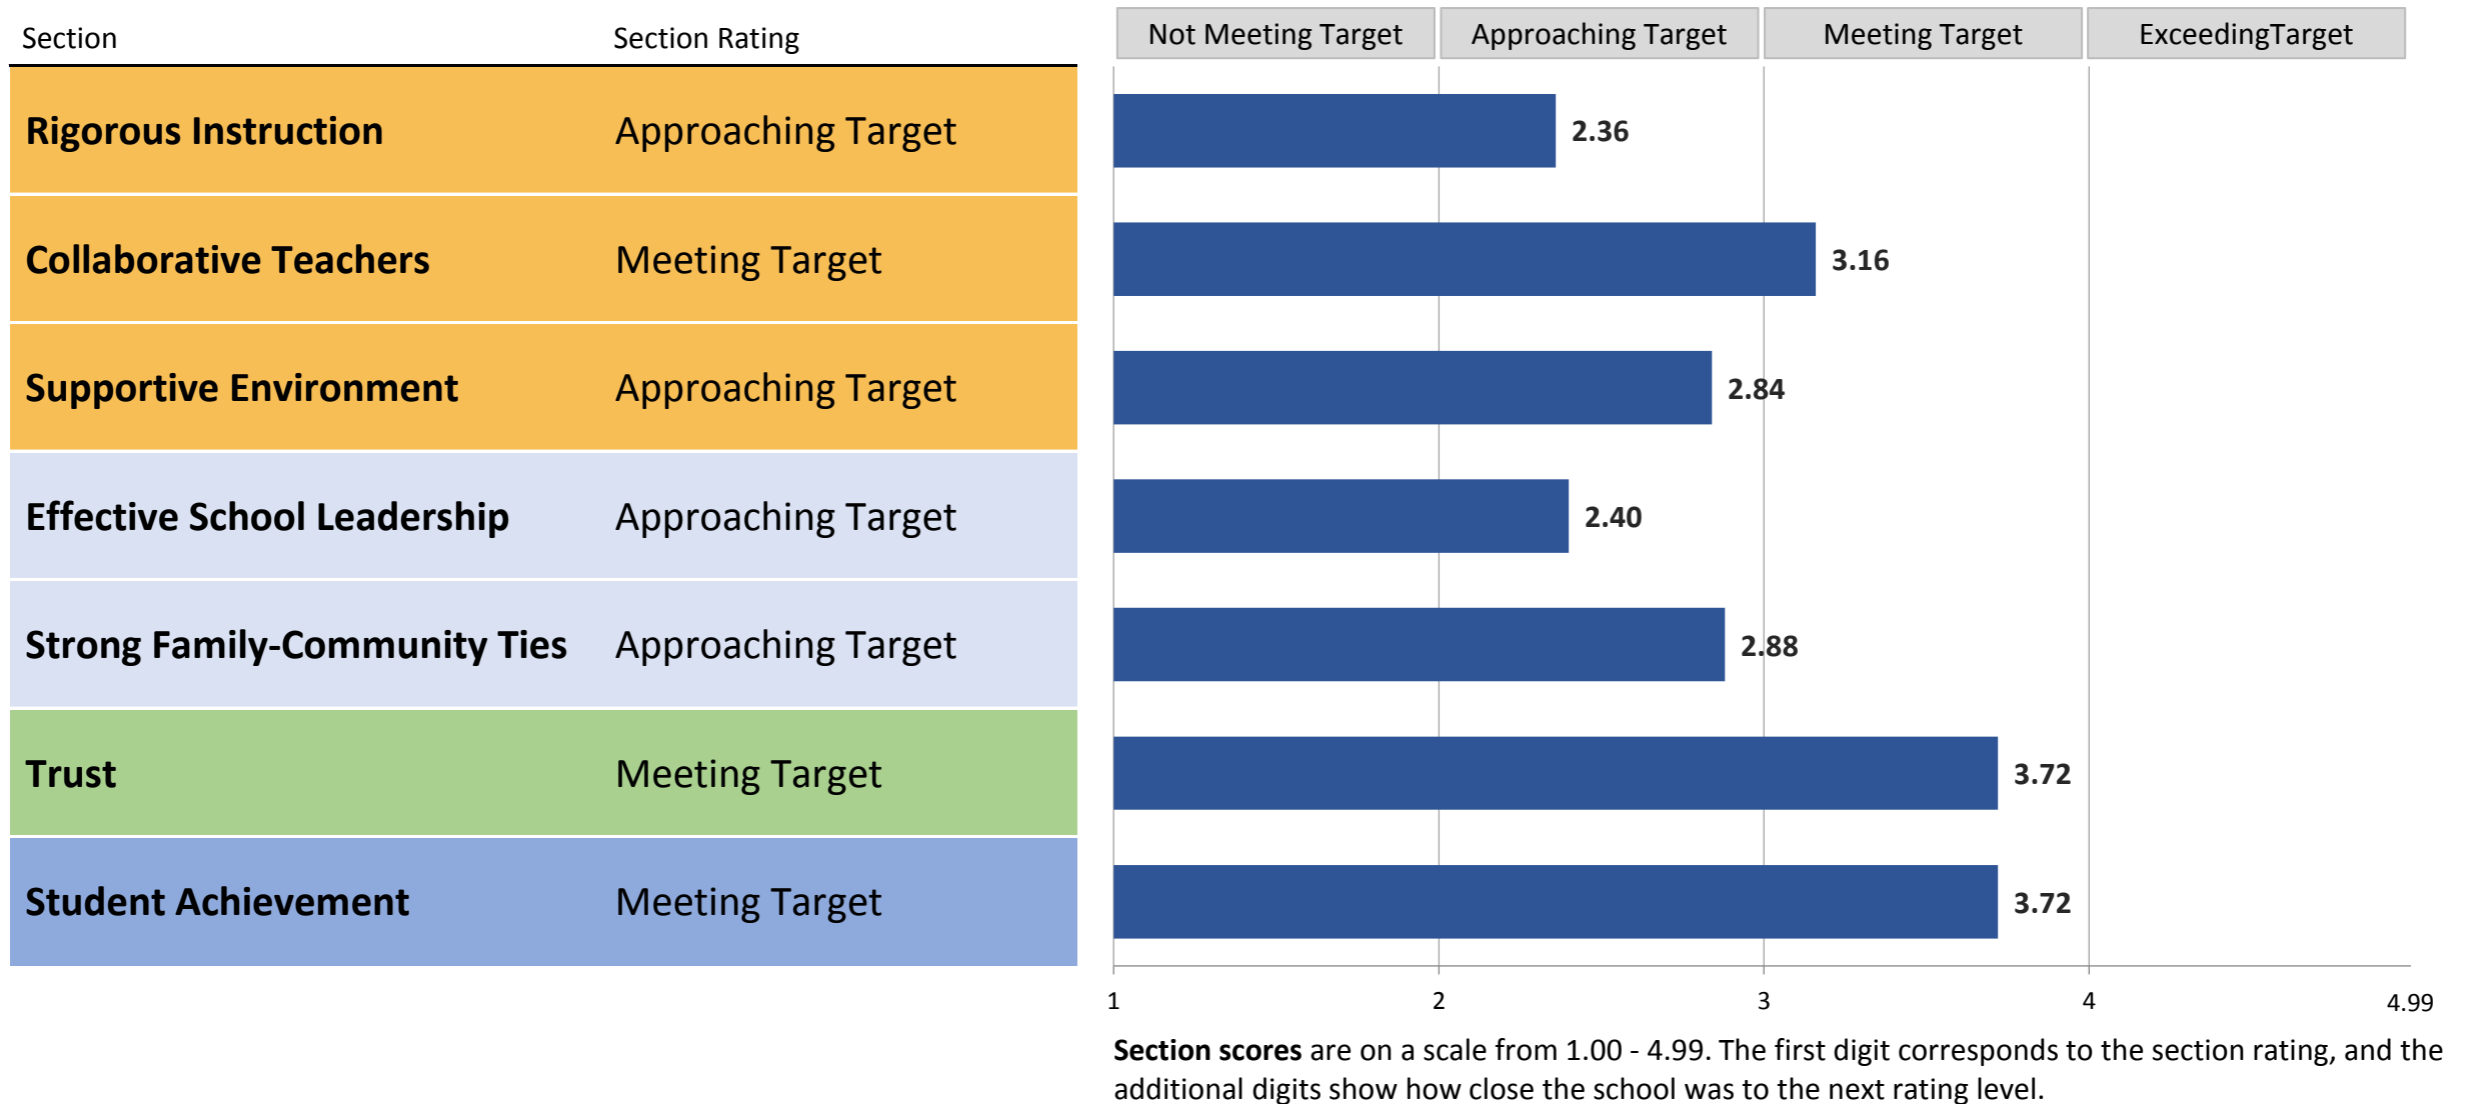 Section Section Rating Not Meeting Target Approaching Target Meeting Target ExceedingTarget
Rigorous Instruction Approaching Target 2.36
Collaborative Teachers Meeting Target 3.16
Supportive Environment Approaching Target 2.84
Effective School Leadership Approaching Target 2.40
Strong Family-Community Ties Approaching Target 2.88
Trust Meeting Target 3.72
Student Achievement Meeting Target 3.72
1 2 3 4 4.99
Section scores are on a scale from 1.00 - 4.99. The first digit corresponds to the section rating, and the
additional digits show how close the school was to the next rating level.